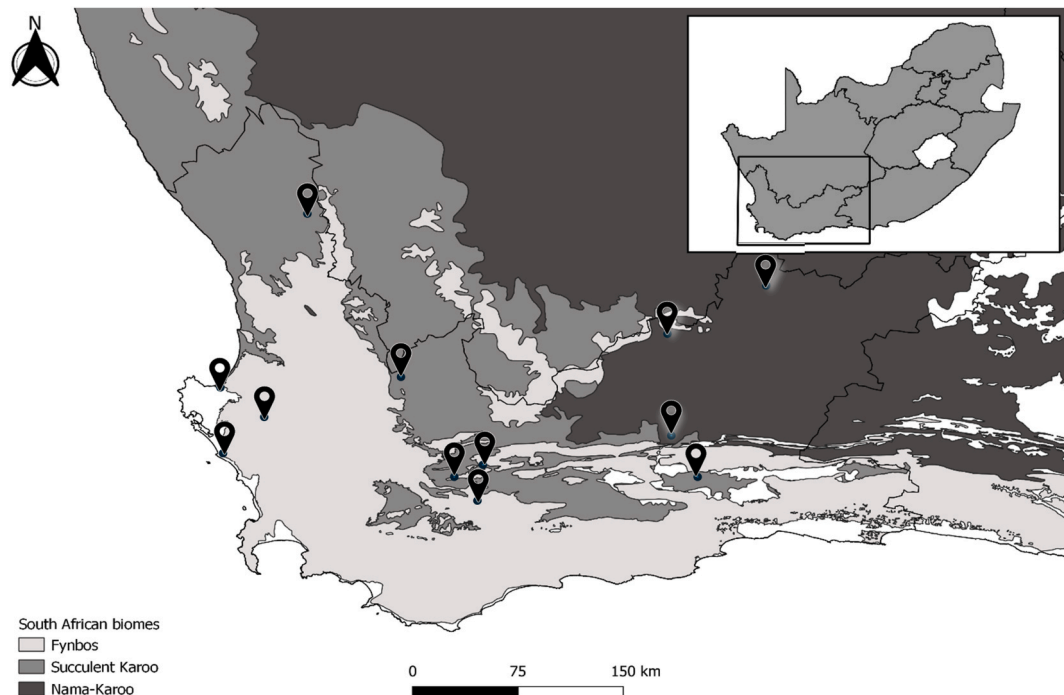 N
South African biomes
Fynbos
Succulent Karoo
Nama-Karoo
0 75 150 km